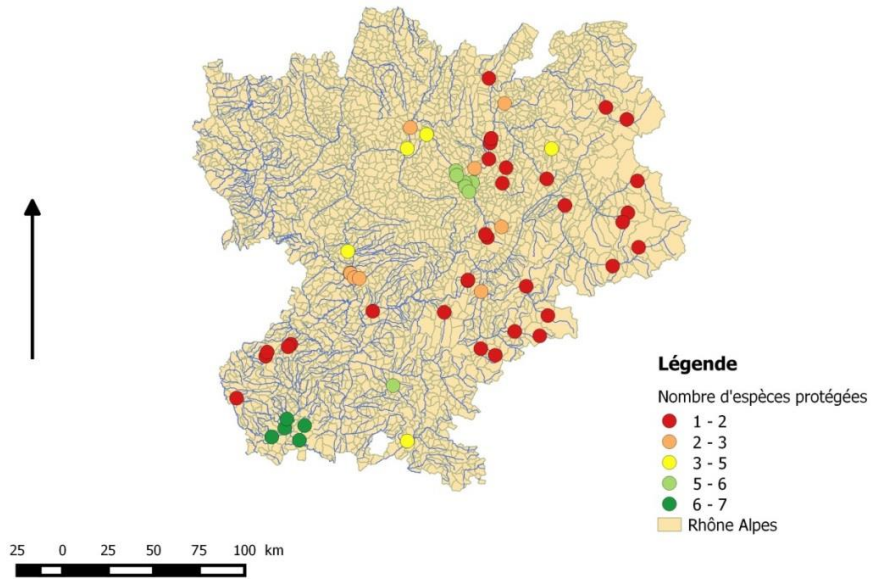 Légende
Nombre d'espèces protégées
1 - 2
2 - 3
3 - 5
5 - 6
6 - 7
Rhône Alpes
25 0 25 50 75 100 km